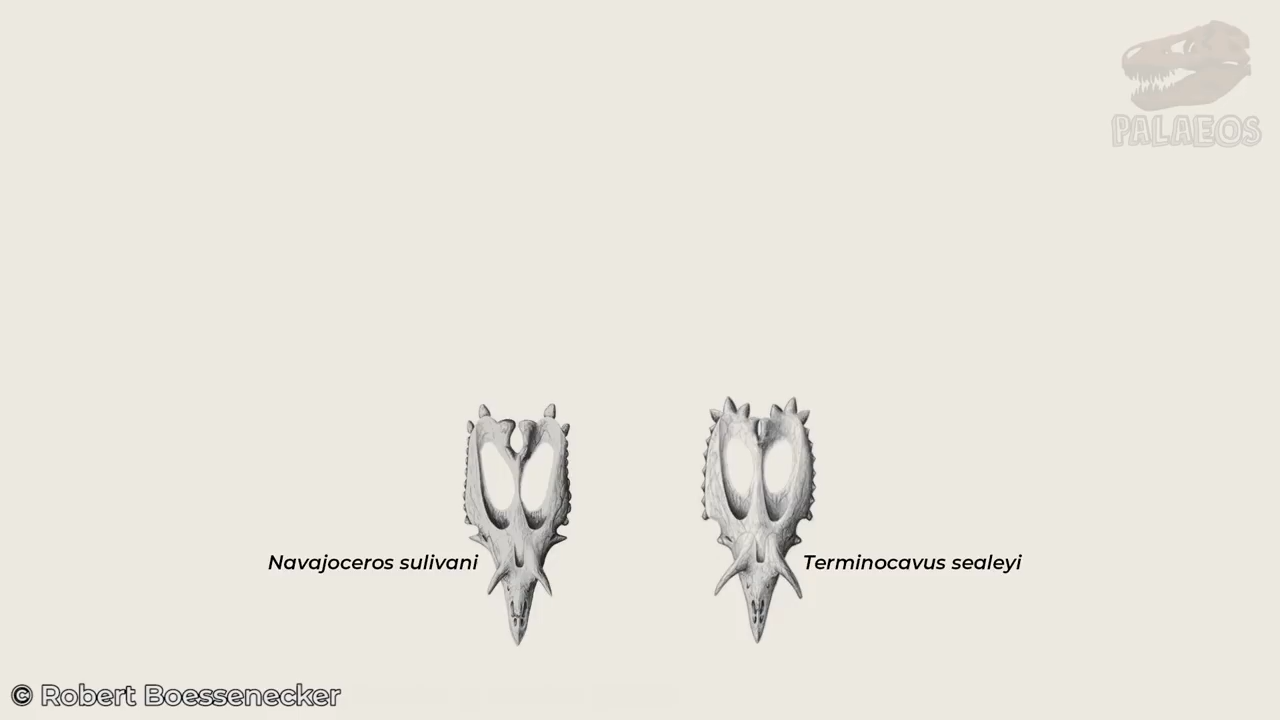 PALAEOS
Navajoceros sulivani
Terminocavus sealeyi
© Robert Boessenecker